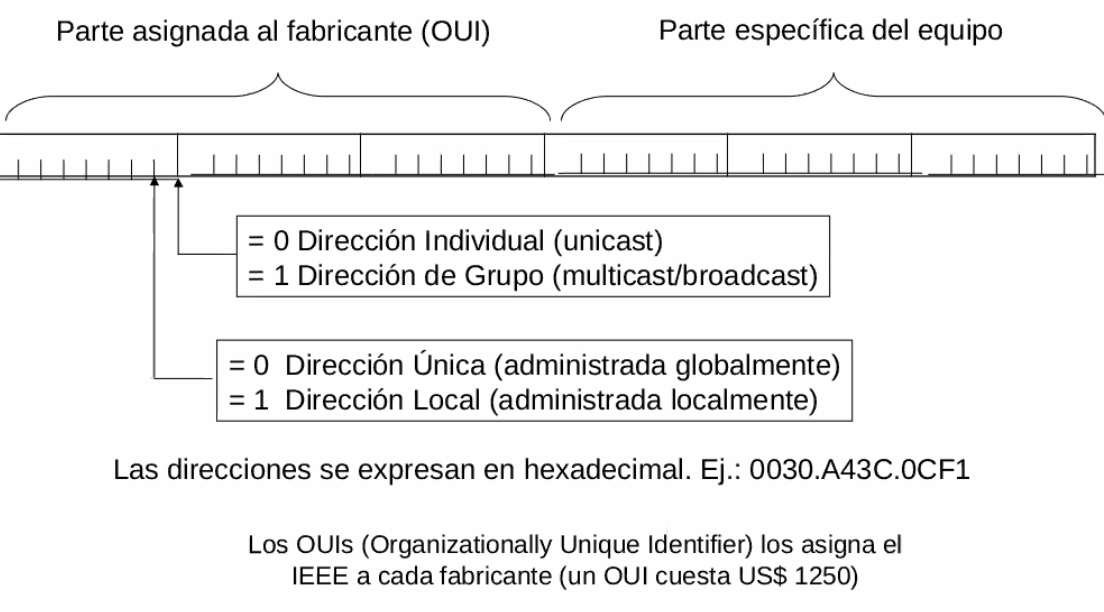 Parte asignada al fabricante (OUI)
Parte específica del equipo
= 0 Dirección Individual (unicast)
= 1 Dirección de Grupo (multicast/broadcast)
= 0 Dirección Única (administrada globalmente)
= 1 Dirección Local (administrada localmente)
Las direcciones se expresan en hexadecimal. Ej.: 0030.A43C.0CF1
Los OUIs (Organizationally Unique Identifier) los asigna el
IEEE a cada fabricante (un OUI cuesta US$ 1250)